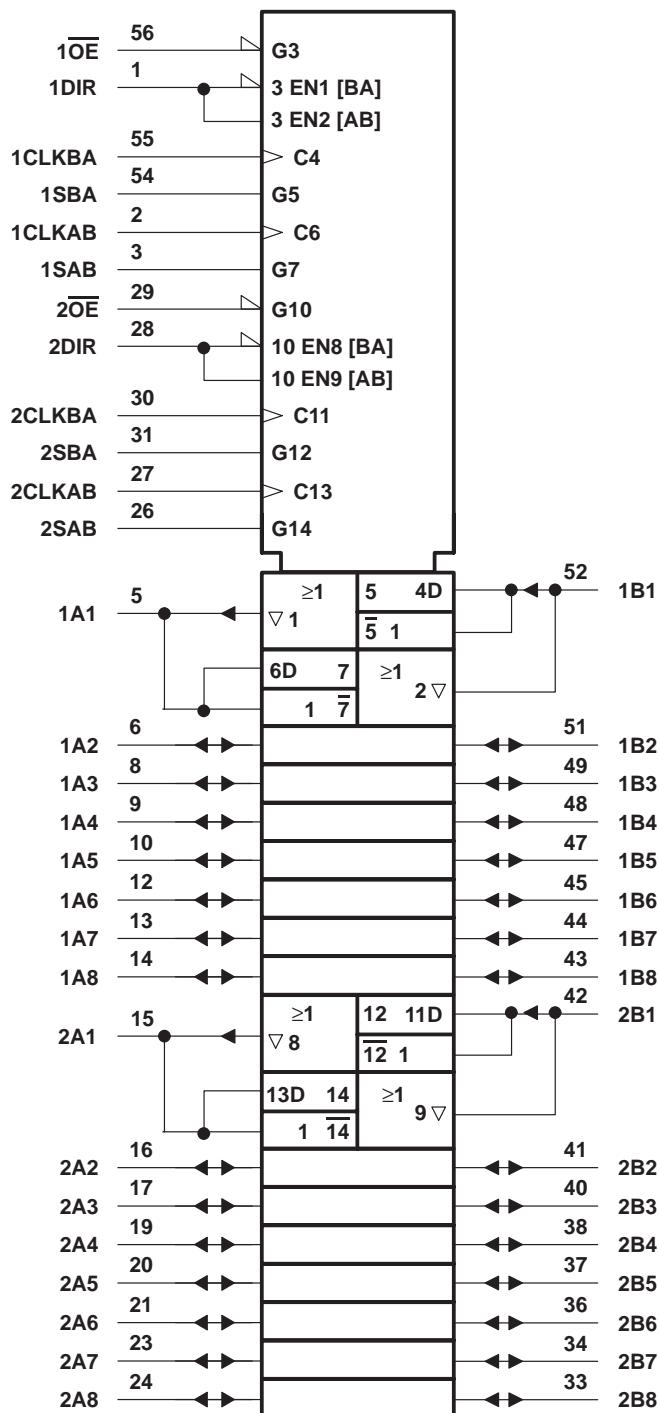 1O̅E̅ 56 G3
1DIR 1 3 EN1 [BA]
3 EN2 [AB]
1CLKBA 55 C4
1SBA 54 G5
1CLKAB 2 C6
1SAB 3 G7
2O̅E̅ 29 G10
2DIR 28 10 EN8 [BA]
10 EN9 [AB]
2CLKBA 30 C11
2SBA 31 G12
2CLKAB 27 C13
2SAB 26 G14
1A1 5 ≥1 5 4D 52 1B1
▽ 1 5̅ 1
6D 7 ≥1
1 7̅ 2 ▽
1A2 6 51 1B2
1A3 8 49 1B3
1A4 9 48 1B4
1A5 10 47 1B5
1A6 12 45 1B6
1A7 13 44 1B7
1A8 14 43 1B8
2A1 15 ≥1 12 11D 42 2B1
▽ 8 1̅2̅ 1
13D 14 ≥1
1 1̅4̅ 9 ▽
2A2 16 41 2B2
2A3 17 40 2B3
2A4 19 38 2B4
2A5 20 37 2B5
2A6 21 36 2B6
2A7 23 34 2B7
2A8 24 33 2B8